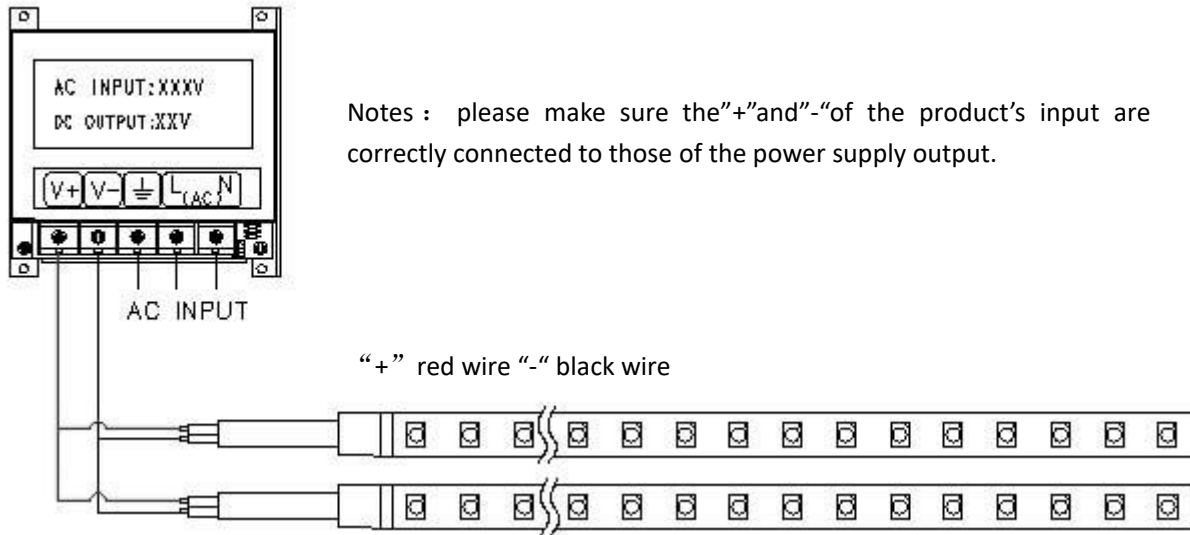 AC INPUT:XXXV
DC OUTPUT:XXV
V+ V- L(AC)N
AC INPUT
Notes： please make sure the”+”and”-“of the product’s input are
correctly connected to those of the power supply output.
“+” red wire “-“ black wire